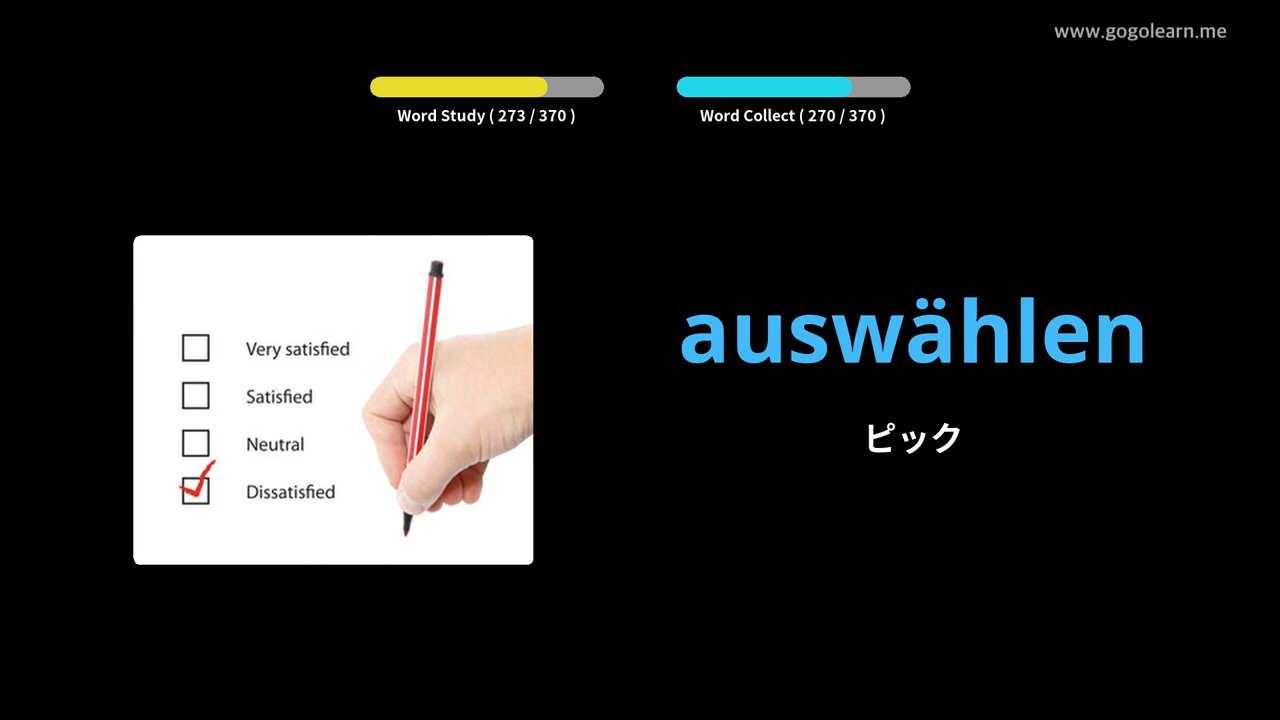 www.gogolearn.me
Word Study ( 273 / 370 )
Word Collect ( 270 / 370 )
Very satisfied
Satisfied
Neutral
Dissatisfied
auswählen
ピック